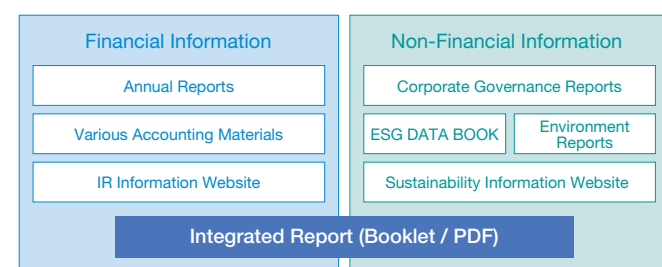 Financial Information
Annual Reports
Various Accounting Materials
IR Information Website
Non-Financial Information
Corporate Governance Reports
ESG DATA BOOK
Environment
Reports
Sustainability Information Website
Integrated Report (Booklet / PDF)